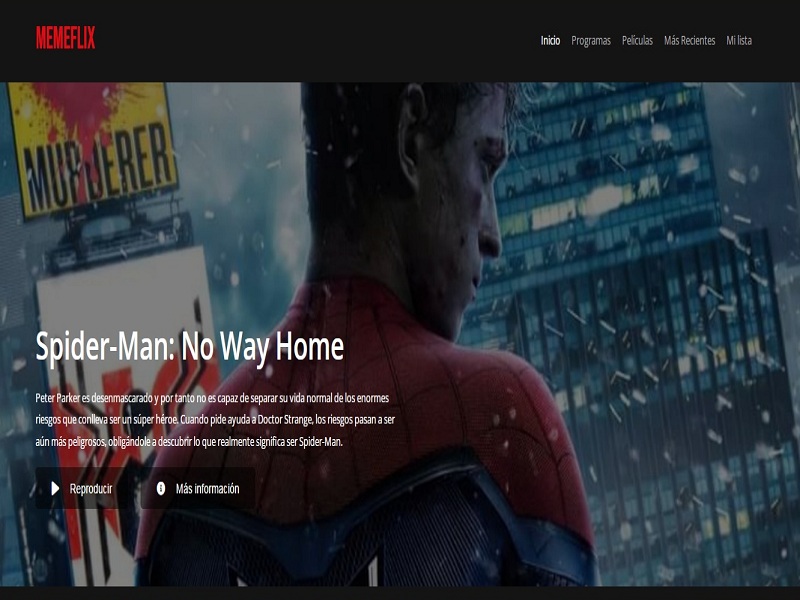 MEMEFLIX
Inicio Programas Películas Más Recientes Mi lista
MURDERER
Spider-Man: No Way Home
Peter Parker es desenmascarado y por tanto no es capaz de separar su vida normal de los enormes
riesgos que conlleva ser un súper héroe. Cuando pide ayuda a Doctor Strange, los riesgos pasan a ser
aún más peligrosos, obligándole a descubrir lo que realmente significa ser Spider-Man.
Reproducir Más información